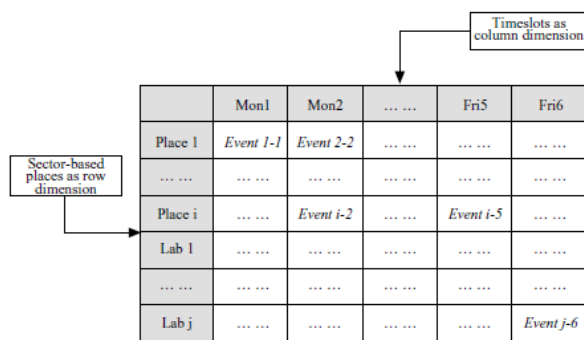 Timeslots as
column dimension
Mon1 Mon2 … … Fri5 Fri6
Place 1 Event 1-1 Event 2-2 … … … … … …
Sector-based
places as row
dimension
… … … … … … … … … … … …
Place i … … Event i-2 … … Event i-5 … …
Lab 1 … … … … … … … … … …
… … … … … … … … … … … …
Lab j … … … … … … … … Event j-6